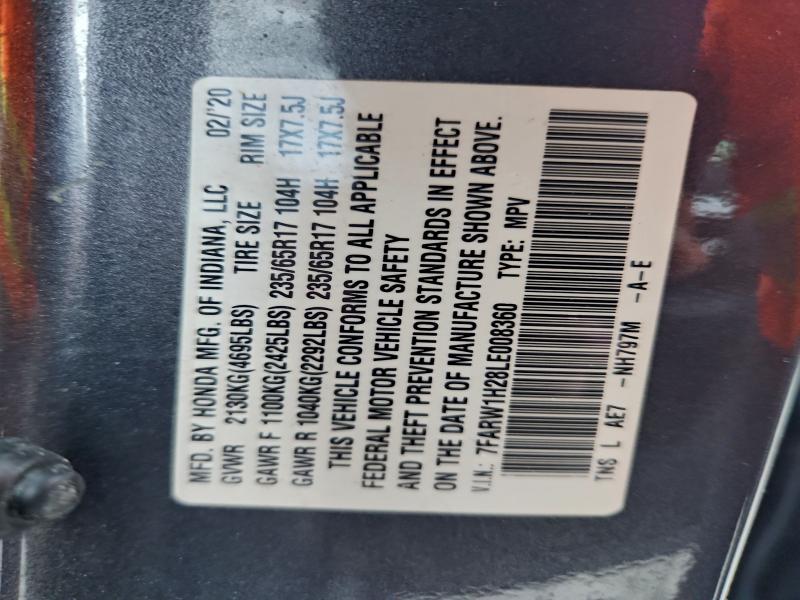 MFD. BY HONDA MFG. OF INDIANA, LLC 02/'20
GVWR 2130KG(4695LBS) TIRE SIZE RIM SIZE
GAWR F 1100KG(2425LBS) 235/65R17 104H 17X7.5J
GAWR R 1040KG(2292LBS) 235/65R17 104H 17X7.5J
THIS VEHICLE CONFORMS TO ALL APPLICABLE
FEDERAL MOTOR VEHICLE SAFETY
AND THEFT PREVENTION STANDARDS IN EFFECT
ON THE DATE OF MANUFACTURE SHOWN ABOVE.
V.I.N.: 7FARW1H28LE008360 TYPE: MPV
TNS L AE7 -NH797M -A-E